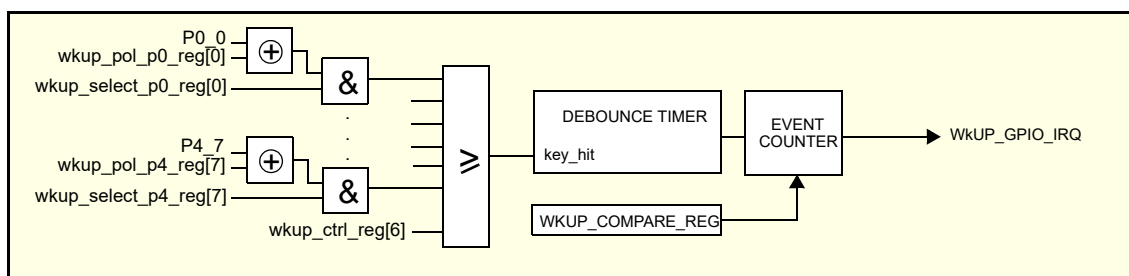 P0_0
wkup_pol_p0_reg[0]
wkup_select_p0_reg[0]
&
P4_7
wkup_pol_p4_reg[7]
wkup_select_p4_reg[7]
&
wkup_ctrl_reg[6]
≥
DEBOUNCE TIMER
key_hit
EVENT
COUNTER
WkUP_GPIO_IRQ
WKUP_COMPARE_REG